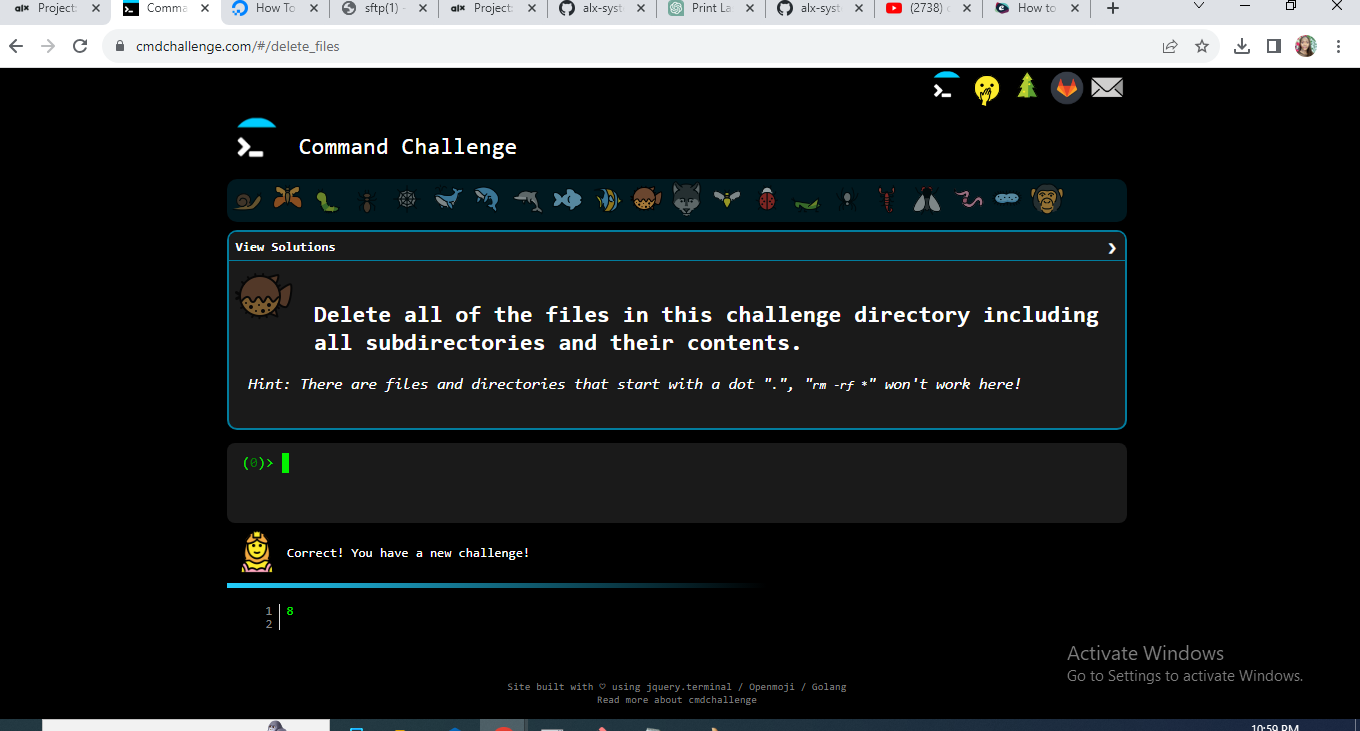 Project: Comma How To sftp(1) - Project: alx-syst Print La alx-syst (2738) How to
cmdchallenge.com/#/delete_files
Command Challenge
View Solutions
Delete all of the files in this challenge directory including
all subdirectories and their contents.
Hint: There are files and directories that start with a dot ".", "rm -rf *" won't work here!
(0)>
Correct! You have a new challenge!
1 8
2
Activate Windows
Go to Settings to activate Windows.
Site built with ♡ using jquery.terminal / Openmoji / Golang
Read more about cmdchallenge
10:59 PM